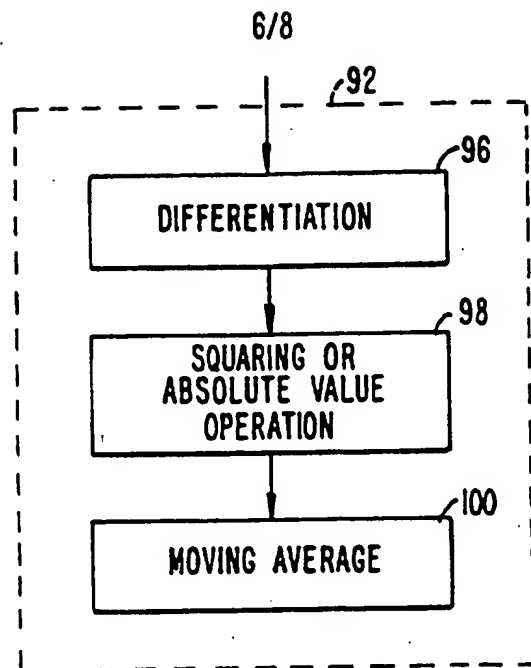 6/8
92
96
DIFFERENTIATION
98
SQUARING OR
ABSOLUTE VALUE
OPERATION
100
MOVING AVERAGE